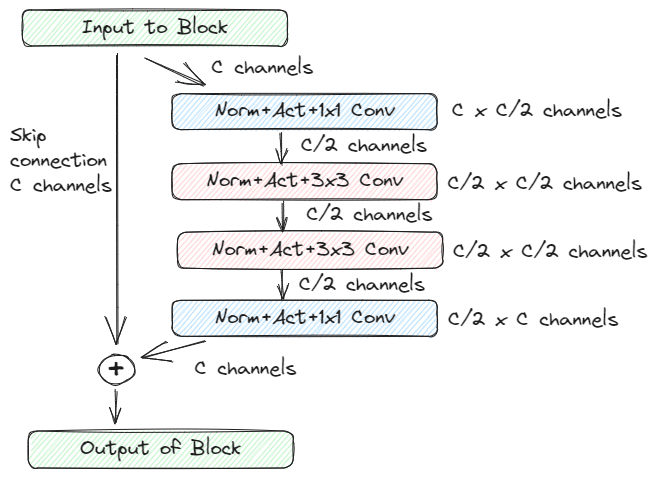 Input to Block
C channels
Norm+Act+1x1 Conv
C x C/2 channels
Skip
connection
C channels
C/2 channels
Norm+Act+3x3 Conv
C/2 x C/2 channels
C/2 channels
Norm+Act+3x3 Conv
C/2 x C/2 channels
C/2 channels
Norm+Act+1x1 Conv
C/2 x C channels
+
C channels
Output of Block